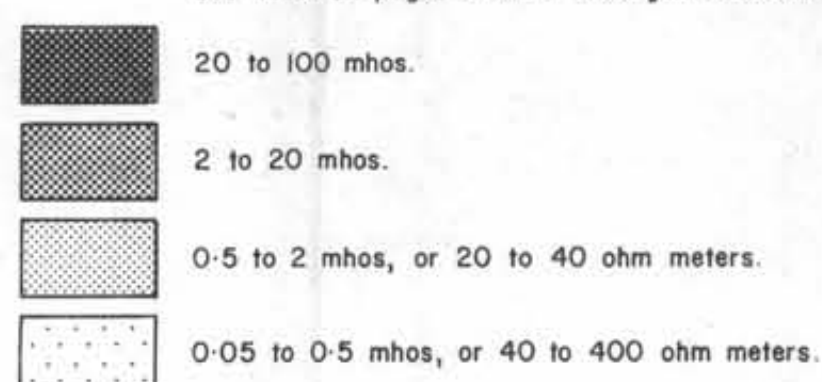 20 to 100 mhos.
2 to 20 mhos.
0·5 to 2 mhos, or 20 to 40 ohm meters.
0·05 to 0·5 mhos, or 40 to 400 ohm meters.